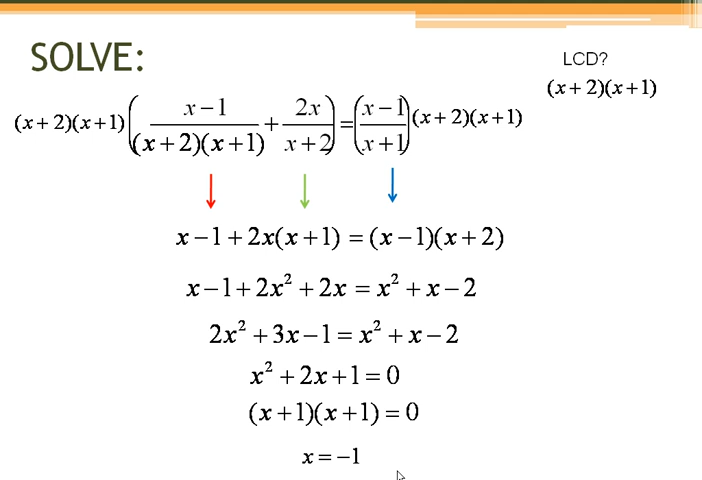 SOLVE:
LCD?
(x+2)(x+1)
(x+2)(x+1)((x−1)/((x+2)(x+1)) + 2x/(x+2)) = ((x−1)/(x+1))(x+2)(x+1)
x−1+2x(x+1) = (x−1)(x+2)
x−1+2x²+2x = x²+x−2
2x²+3x−1 = x²+x−2
x²+2x+1 = 0
(x+1)(x+1) = 0
x = −1